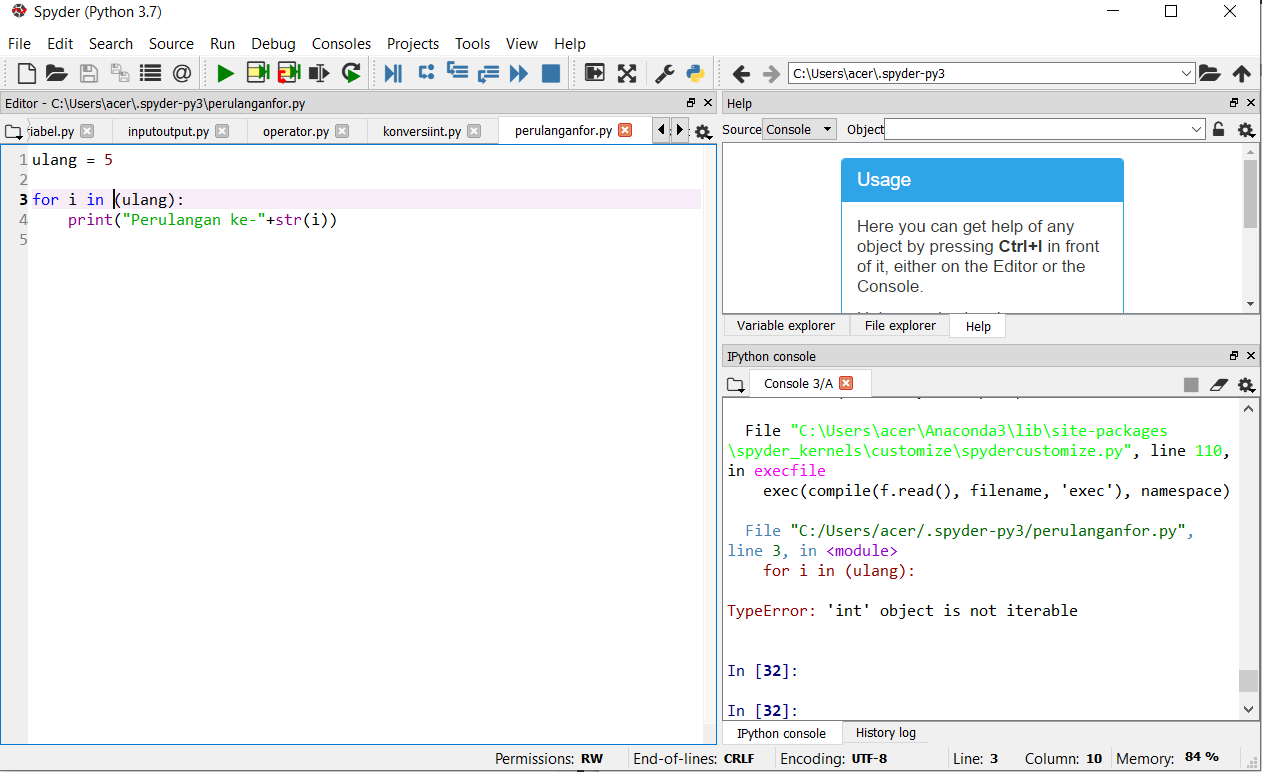 Spyder (Python 3.7)
File Edit Search Source Run Debug Consoles Projects Tools View Help
C:\Users\acer\.spyder-py3
Editor - C:\Users\acer\.spyder-py3\perulanganfor.py
iabel.py inputoutput.py operator.py konversiint.py perulanganfor.py
1 ulang = 5
2
3 for i in (ulang):
4 print("Perulangan ke-"+str(i))
5
Help
Source Console Object
Usage
Here you can get help of any
object by pressing Ctrl+I in front
of it, either on the Editor or the
Console.
Variable explorer File explorer Help
IPython console
Console 3/A
File "C:\Users\acer\Anaconda3\lib\site-packages
\spyder_kernels\customize\spydercustomize.py", line 110,
in execfile
exec(compile(f.read(), filename, 'exec'), namespace)
File "C:/Users/acer/.spyder-py3/perulanganfor.py",
line 3, in <module>
for i in (ulang):
TypeError: 'int' object is not iterable
In [32]:
In [32]:
IPython console History log
Permissions: RW End-of-lines: CRLF Encoding: UTF-8 Line: 3 Column: 10 Memory: 84 %